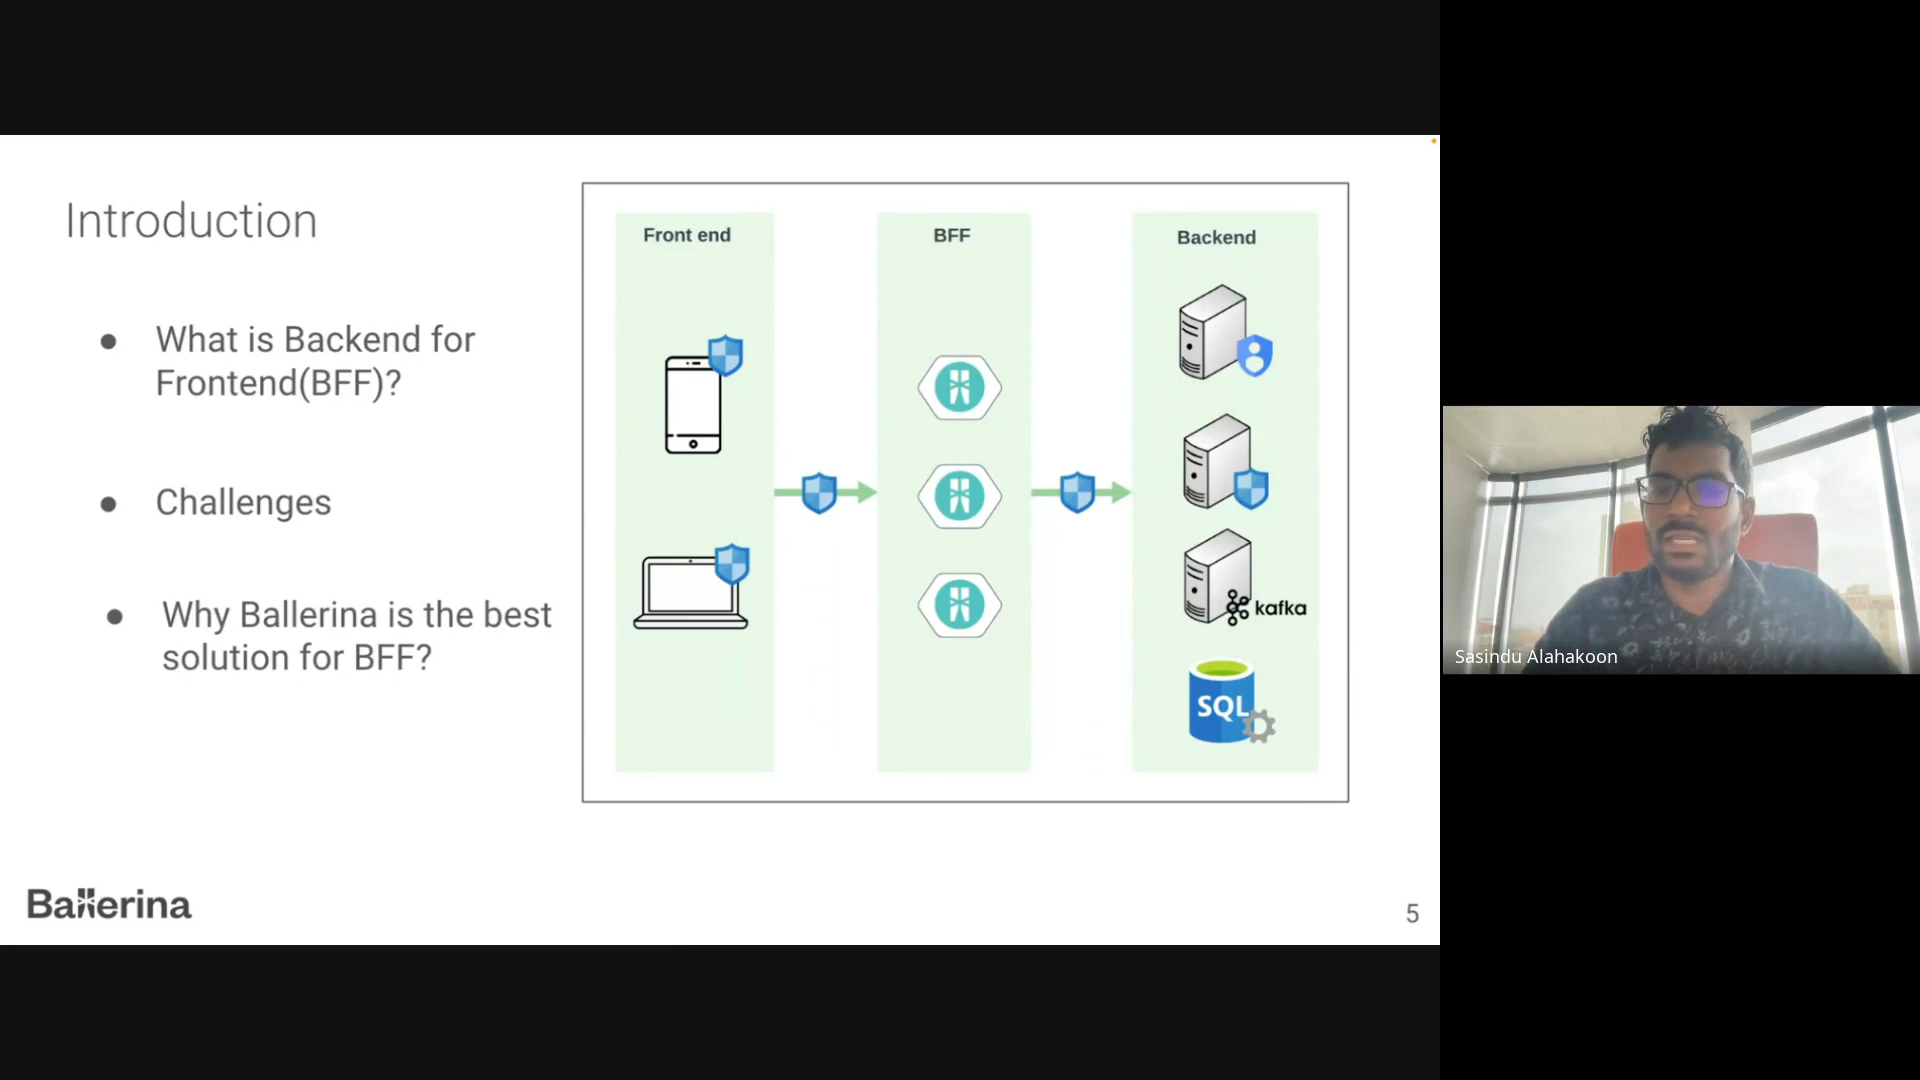 Introduction
What is Backend for
Frontend(BFF)?
Challenges
Why Ballerina is the best
solution for BFF?
Front end
BFF
Backend
kafka
SQL
Ballerina
5
Sasindu Alahakoon